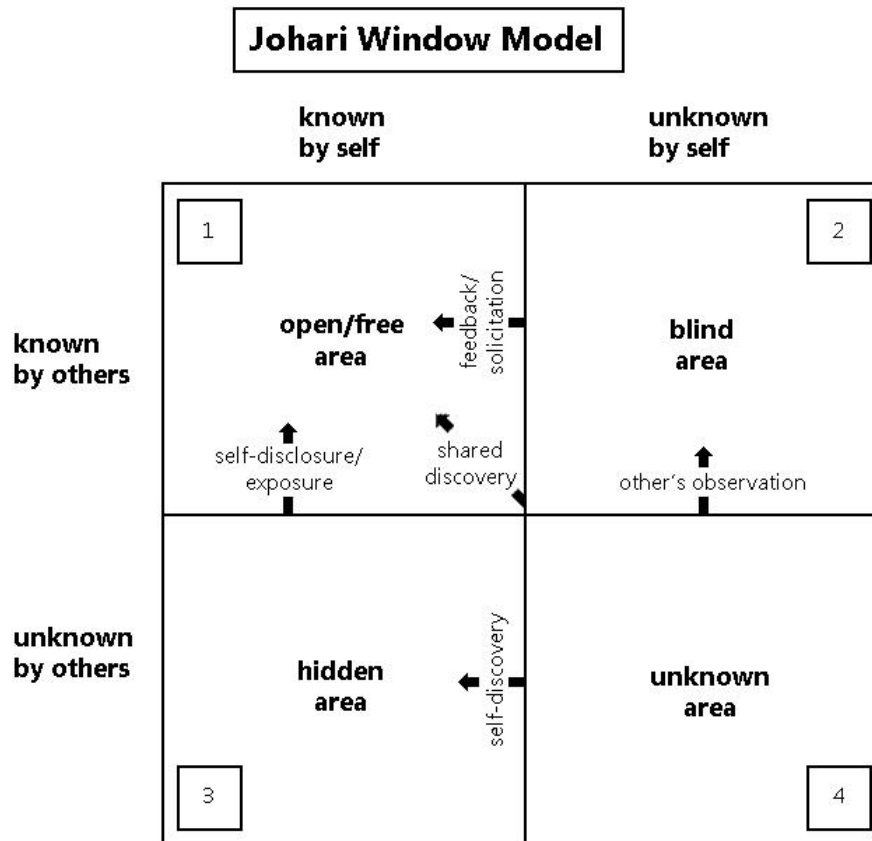 Johari Window Model
known
by self
unknown
by self
1
2
known
by others
open/free
area
feedback/
solicitation
blind
area
self-disclosure/
exposure
shared
discovery
other's observation
unknown
by others
hidden
area
self-discovery
unknown
area
3
4